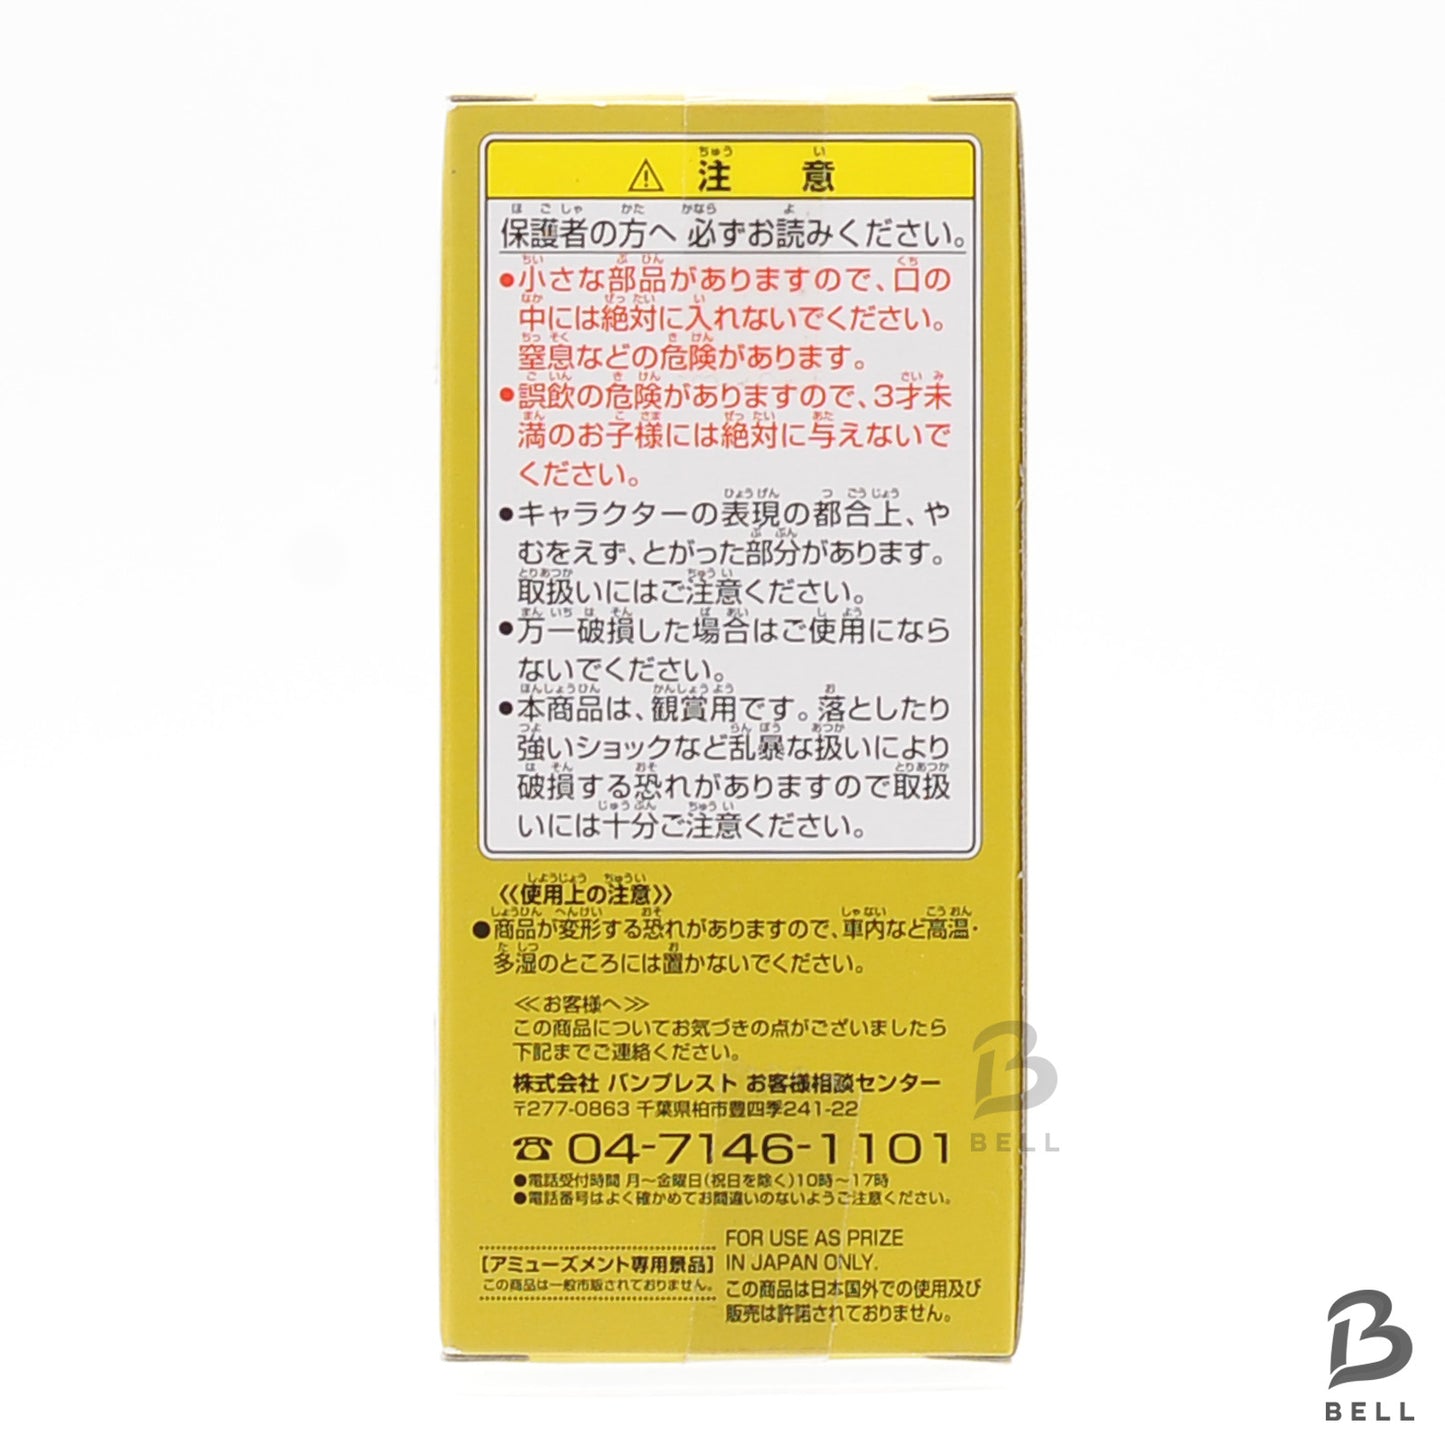 ⚠ 注意
保護者の方へ 必ずお読みください。
●小さな部品がありますので、口の
中には絶対に入れないでください。
窒息などの危険があります。
●誤飲の危険がありますので、3才未
満のお子様には絶対に与えないで
ください。
●キャラクターの表現の都合上、や
むをえず、とがった部分があります。
取扱いにはご注意ください。
●万一破損した場合はご使用になら
ないでください。
●本商品は、観賞用です。落としたり
強いショックなど乱暴な扱いにより
破損する恐れがありますので取扱
いには十分ご注意ください。
《使用上の注意》
●商品が変形する恐れがありますので、車内など高温・
多湿のところには置かないでください。
≪お客様へ≫
この商品についてお気づきの点がございましたら
下記までご連絡ください。
株式会社 バンプレスト お客様相談センター
〒277-0863 千葉県柏市豊四季241-22
☎ 04-7146-1101
●電話受付時間 月〜金曜日(祝日を除く)10時〜17時
●電話番号はよく確かめてお間違いのないようご注意ください。
[アミューズメント専用景品]
この商品は一般市販されておりません。
FOR USE AS PRIZE
IN JAPAN ONLY.
この商品は日本国外での使用及び
販売は許諾されておりません。
B
BELL
B
BELL